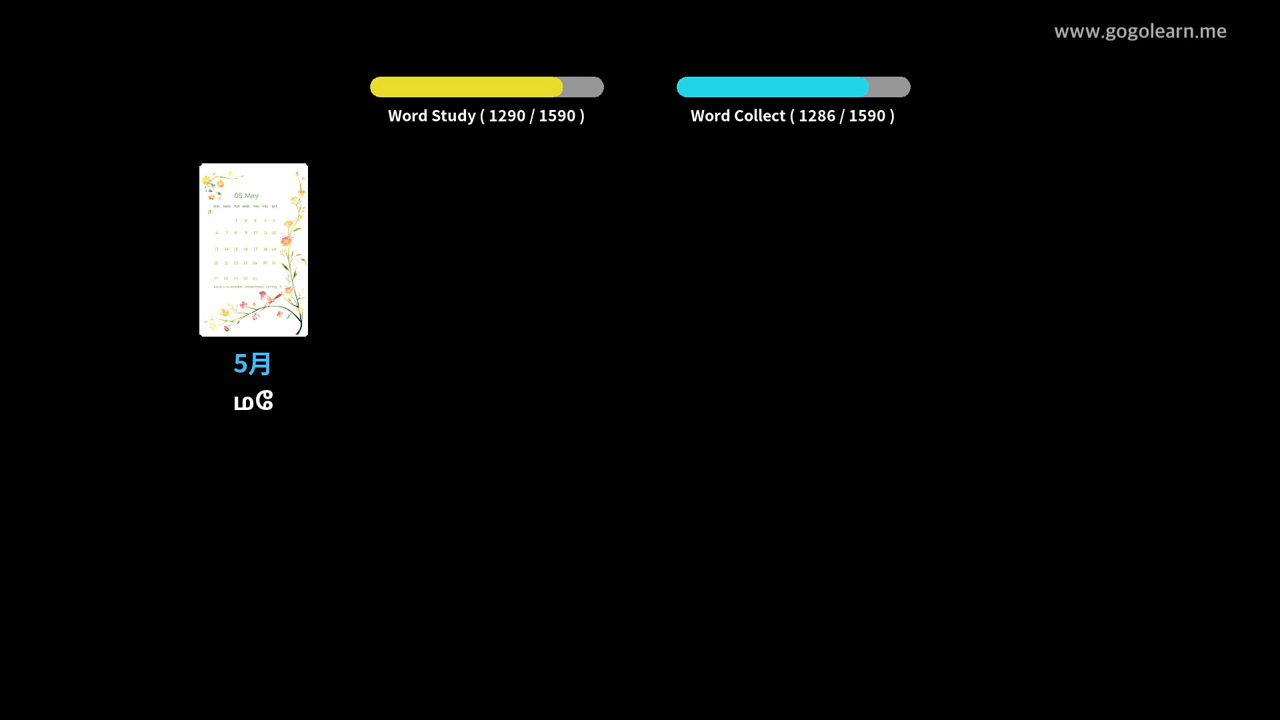 www.gogolearn.me
Word Study ( 1290 / 1590 )
Word Collect ( 1286 / 1590 )
05.May
5月
மே